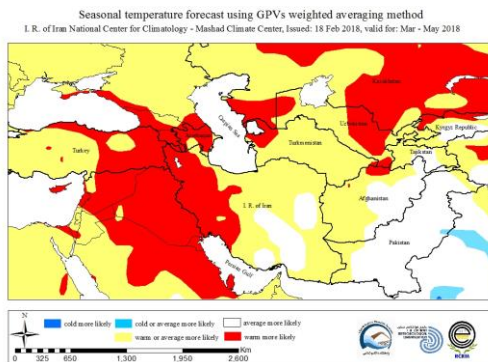 Seasonal temperature forecast using GPVs weighted averaging method
I. R. of Iran National Center for Climatology - Mashad Climate Center, Issued: 18 Feb 2018, valid for: Mar - May 2018
Kazakhstan
Caspian Sea
Uzbekistan
Kyrgyz Republic
Turkey
Turkmenistan
Tajikistan
I. R. of Iran
Afghanistan
Pakistan
Persian Gulf
N
cold more likely
cold or average more likely
average more likely
warm or average more likely
warm more likely
0 325 650 1,300 1,950 2,600
Km